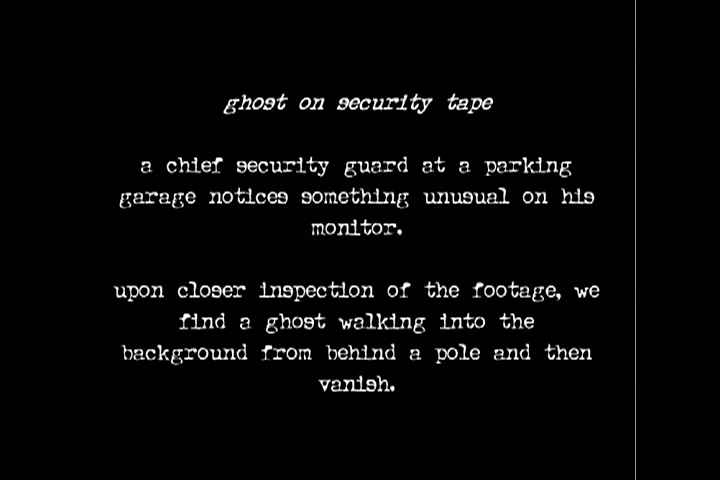 ghost on security tape
a chief security guard at a parking
garage notices something unusual on his
monitor.
upon closer inspection of the footage, we
find a ghost walking into the
background from behind a pole and then
vanish.